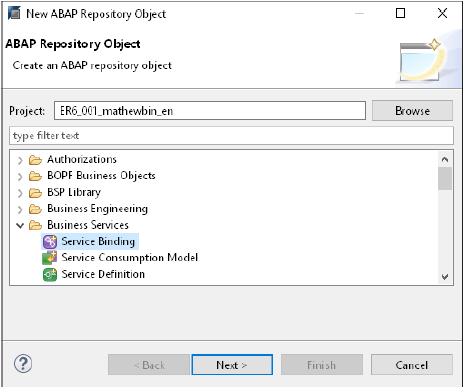 New ABAP Repository Object
ABAP Repository Object
Create an ABAP repository object
Project: ER6_001_mathewbin_en Browse
type filter text
Authorizations
BOPF Business Objects
BSP Library
Business Engineering
Business Services
Service Binding
Service Consumption Model
Service Definition
? < Back Next > Finish Cancel